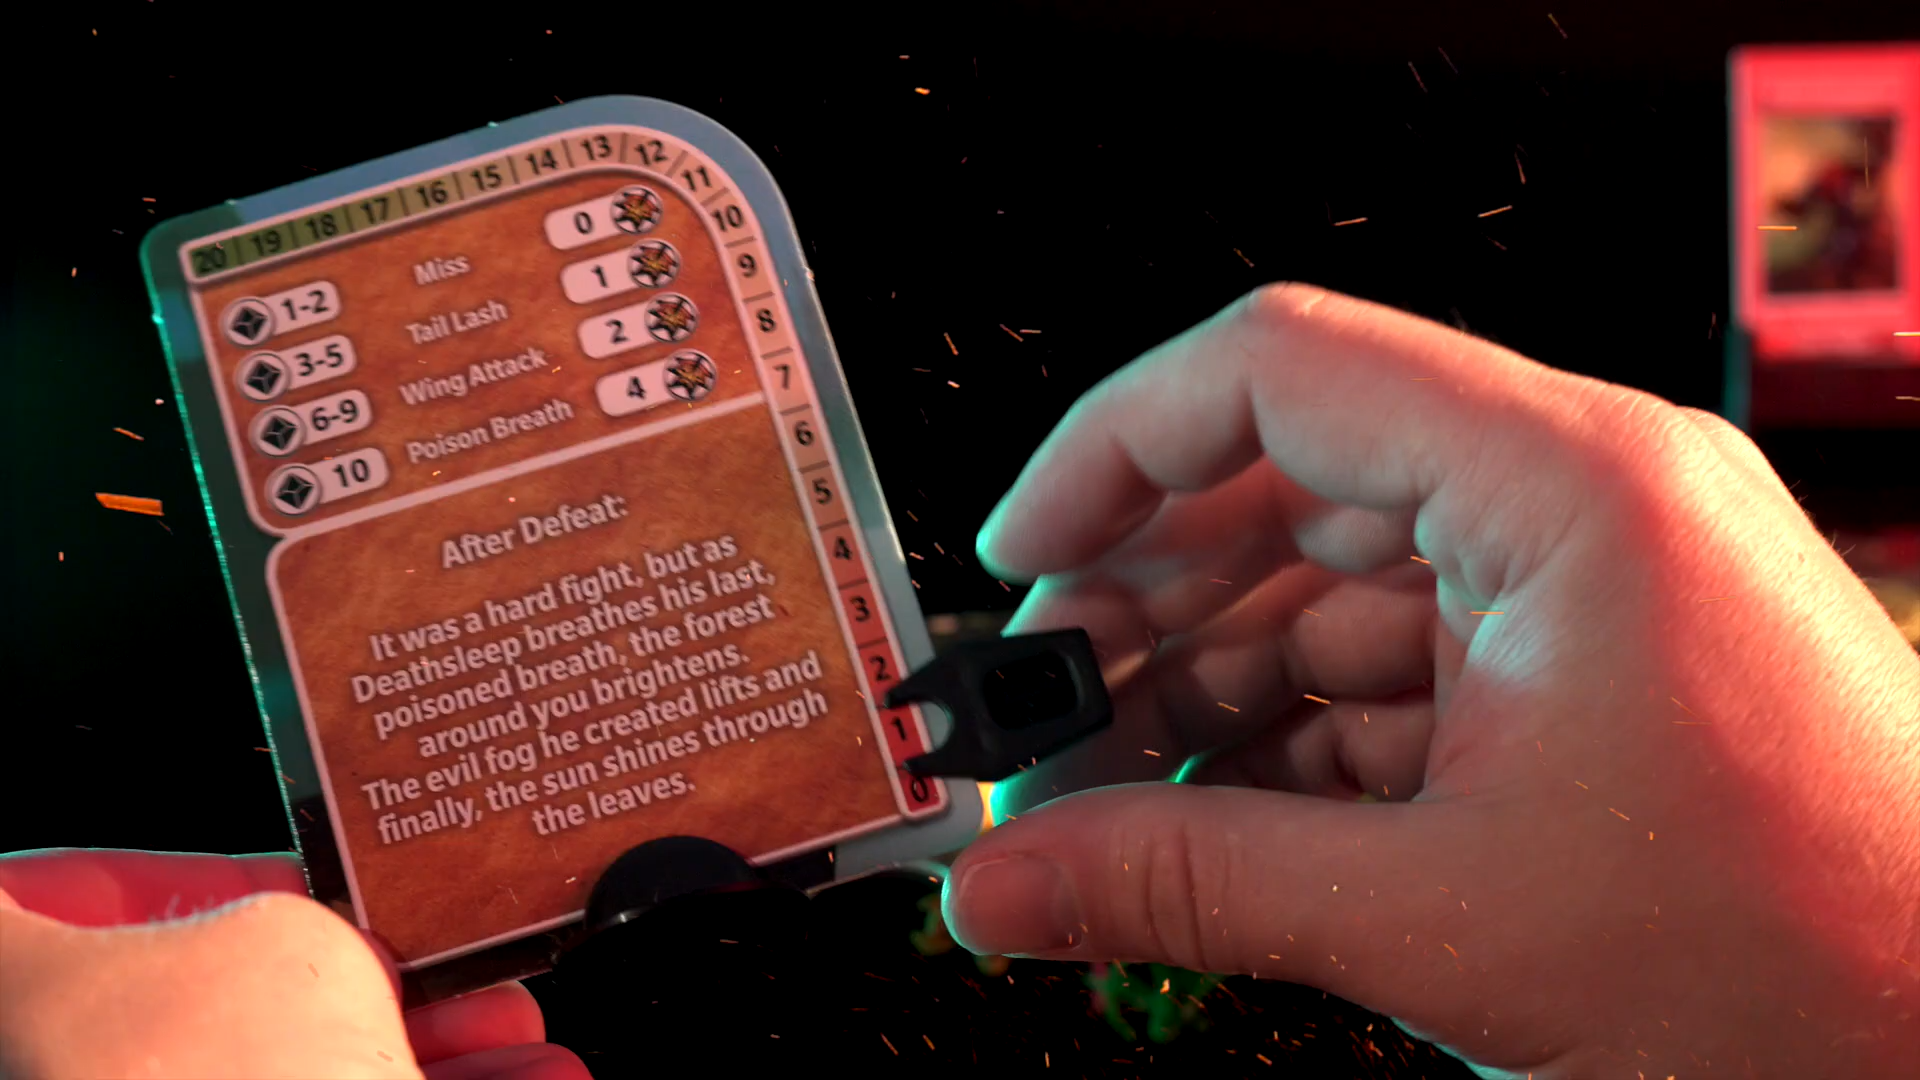 20 | 19 | 18 | 17 | 16 | 15 | 14 | 13 | 12 | 11
10
9
8
7
6
5
4
3
2
1
0
1-2 Miss 0
3-5 Tail Lash 1
6-9 Wing Attack 2
10 Poison Breath 4
After Defeat:
It was a hard fight, but as
Deathsleep breathes his last,
poisoned breath, the forest
around you brightens.
The evil fog he created lifts and
finally, the sun shines through
the leaves.